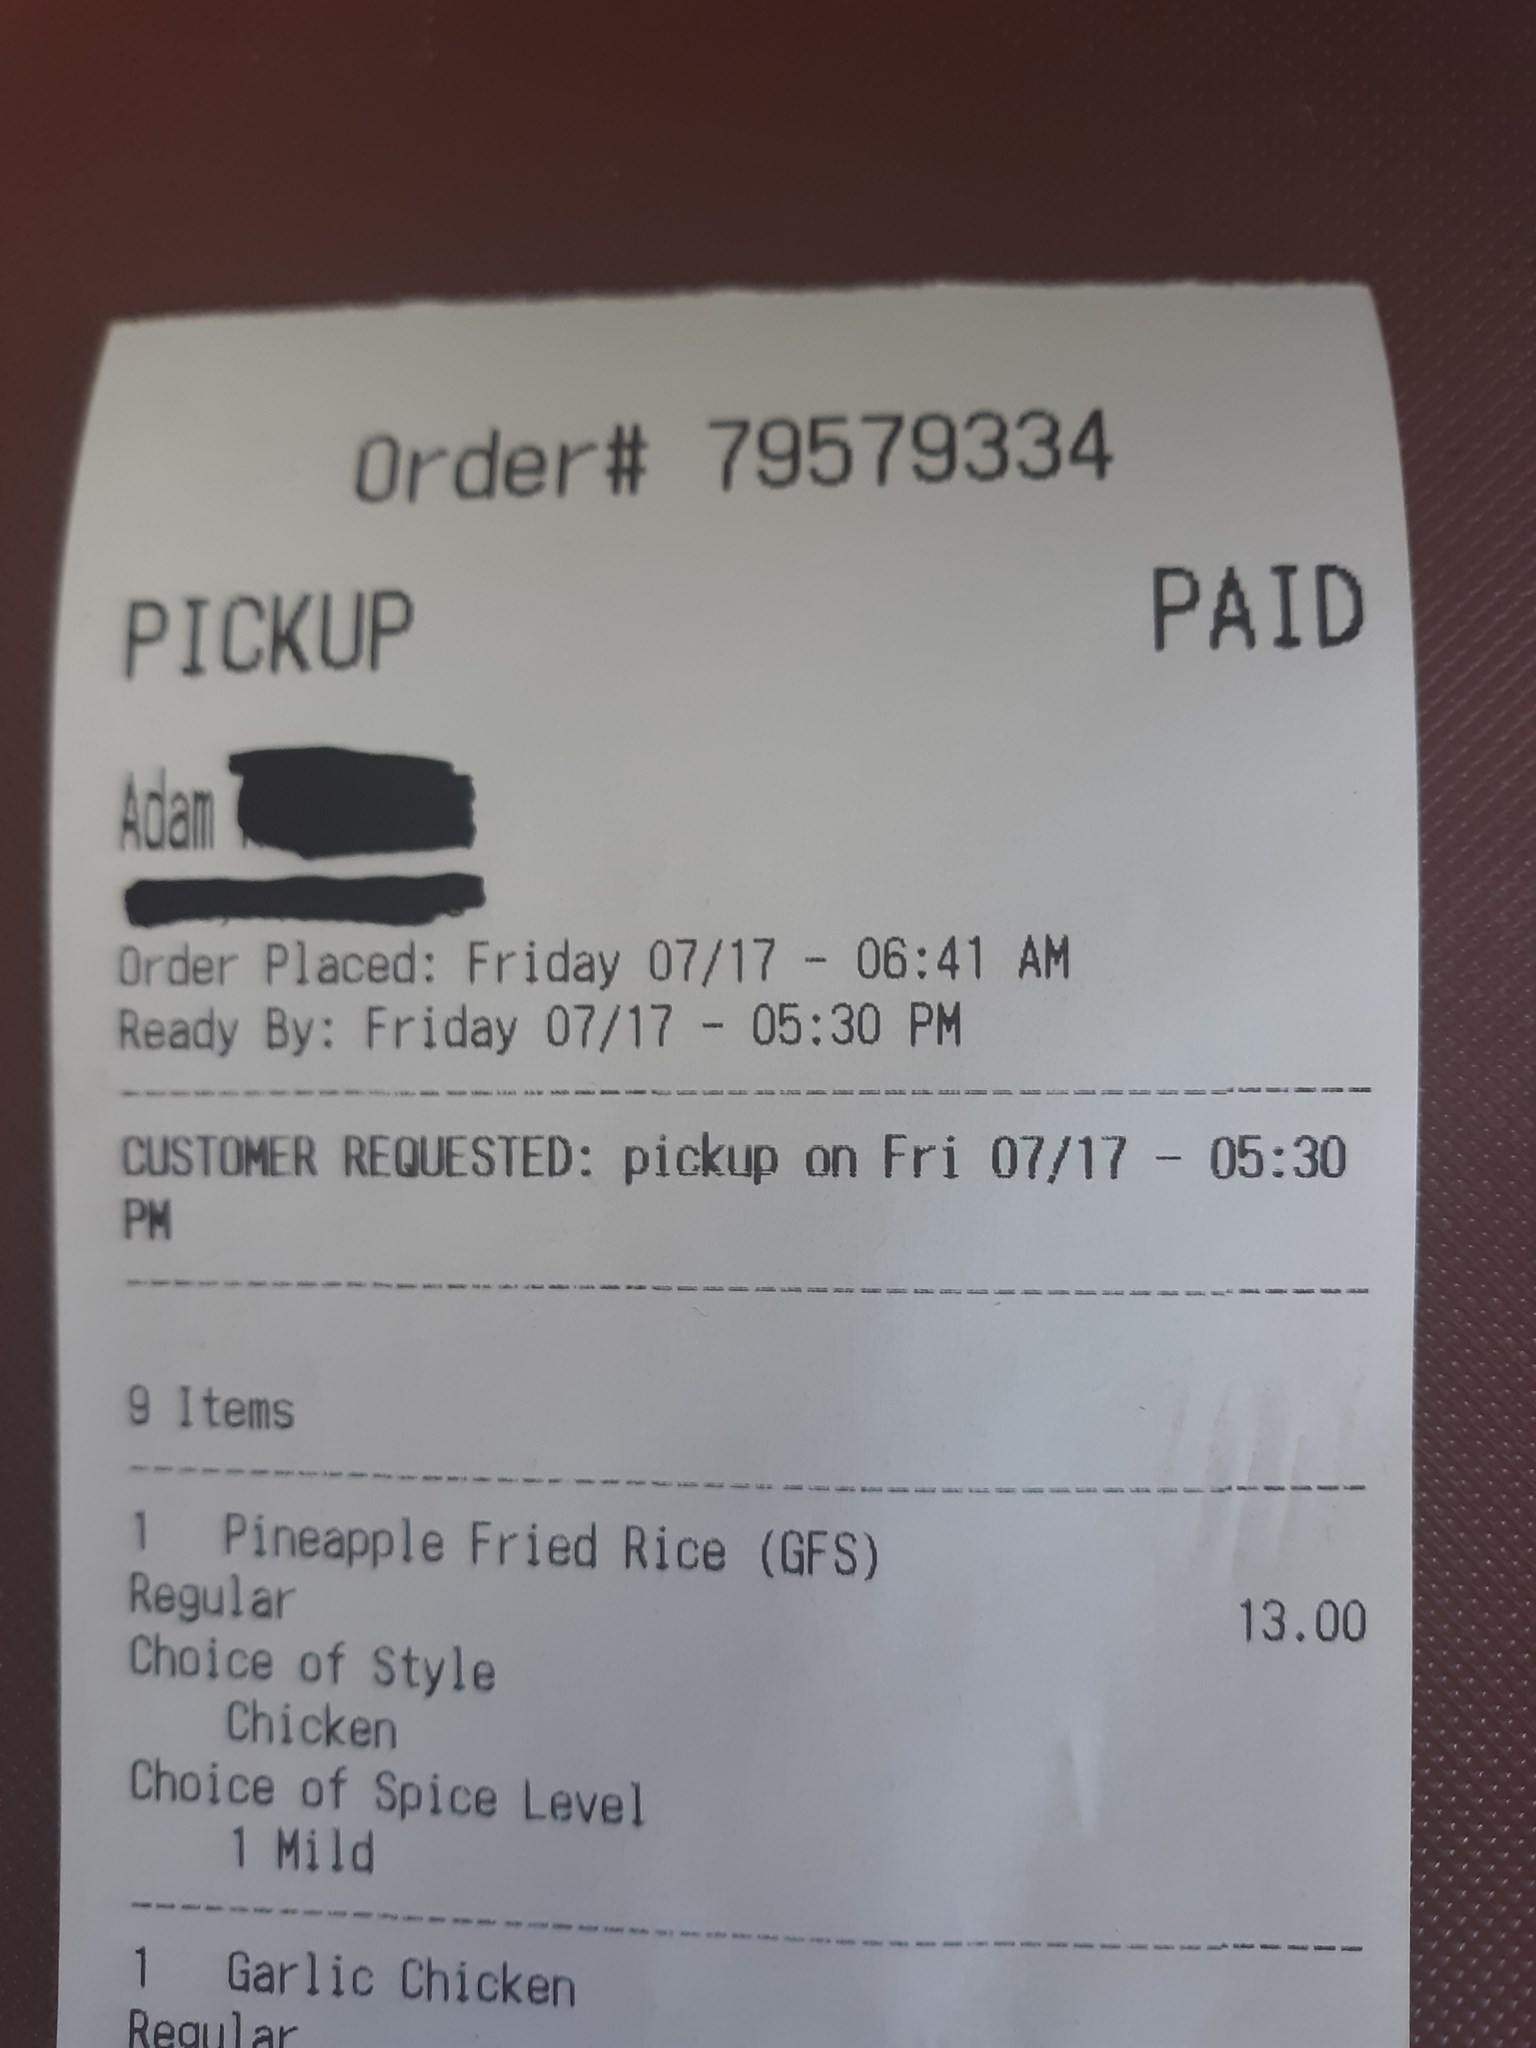 Order# 79579334
PICKUP PAID
Adam
Order Placed: Friday 07/17 - 06:41 AM
Ready By: Friday 07/17 - 05:30 PM
CUSTOMER REQUESTED: pickup on Fri 07/17 - 05:30
PM
9 Items
1 Pineapple Fried Rice (GFS)
Regular 13.00
Choice of Style
Chicken
Choice of Spice Level
1 Mild
1 Garlic Chicken
Regular